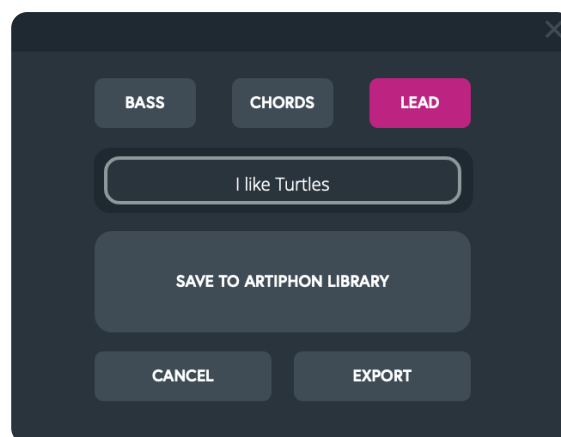 BASS CHORDS LEAD
I like Turtles
SAVE TO ARTIPHON LIBRARY
CANCEL EXPORT